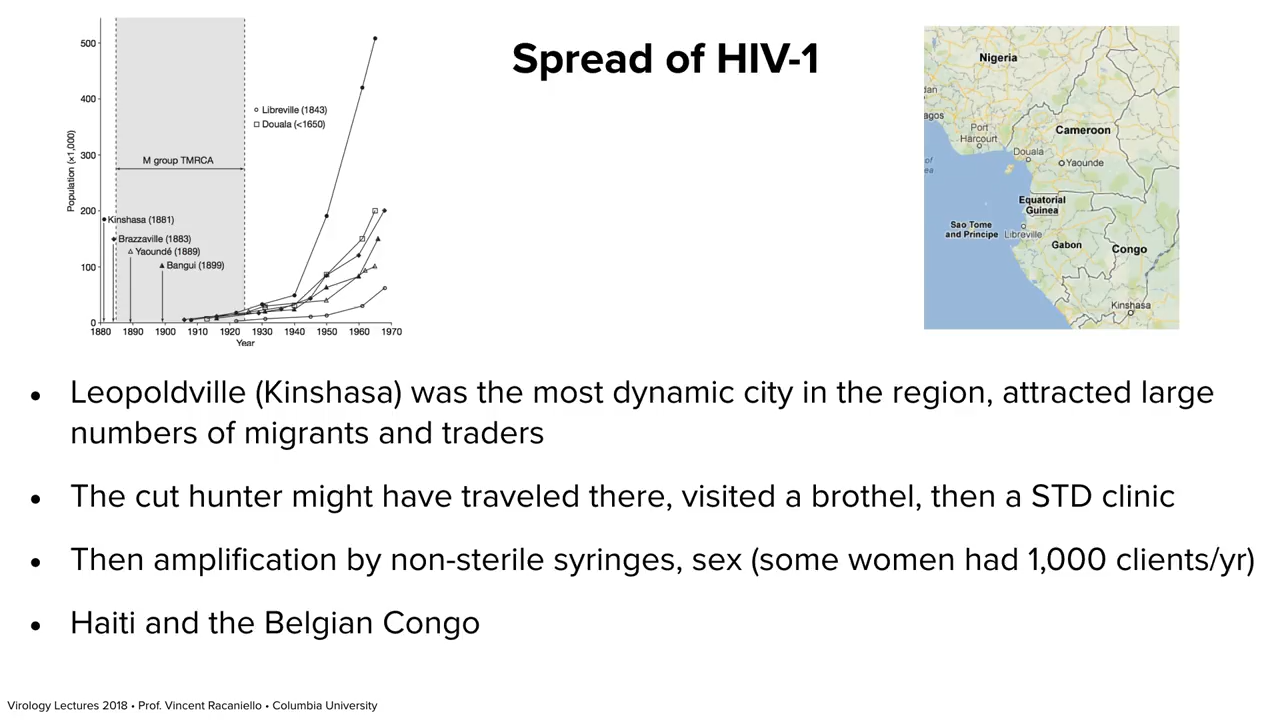 Spread of HIV-1
500
400
300
200
100
0
Population (×1,000)
M group TMRCA
Libreville (1843)
Douala (<1650)
Kinshasa (1881)
Brazzaville (1883)
Yaoundé (1889)
Bangui (1899)
1880 1890 1900 1910 1920 1930 1940 1950 1960 1970
Year
Nigeria
dan
agos
Port
Harcourt
Cameroon
Douala
Yaounde
of
ea
Equatorial
Guinea
Sao Tome
and Principe
Libreville
Gabon
Congo
Kinshasa
• Leopoldville (Kinshasa) was the most dynamic city in the region, attracted large
numbers of migrants and traders
• The cut hunter might have traveled there, visited a brothel, then a STD clinic
• Then amplification by non-sterile syringes, sex (some women had 1,000 clients/yr)
• Haiti and the Belgian Congo
Virology Lectures 2018 • Prof. Vincent Racaniello • Columbia University